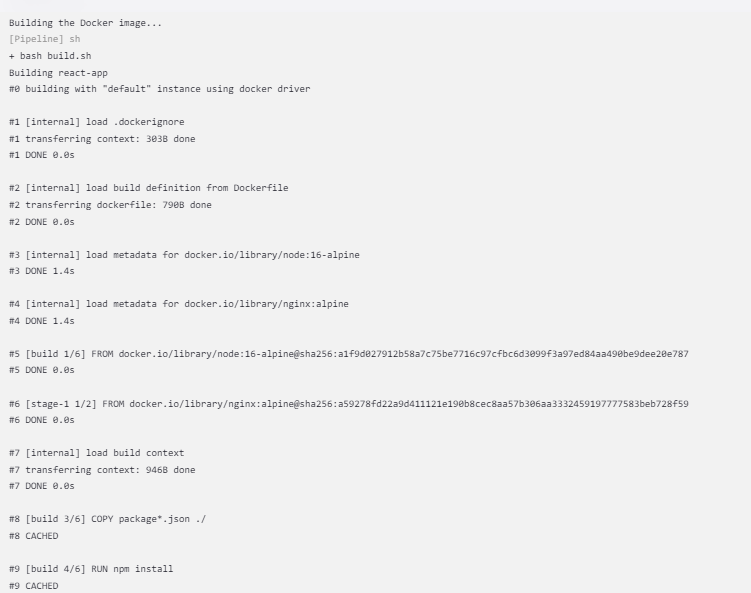 Building the Docker image...
[Pipeline] sh
+ bash build.sh
Building react-app
#0 building with "default" instance using docker driver
#1 [internal] load .dockerignore
#1 transferring context: 303B done
#1 DONE 0.0s
#2 [internal] load build definition from Dockerfile
#2 transferring dockerfile: 790B done
#2 DONE 0.0s
#3 [internal] load metadata for docker.io/library/node:16-alpine
#3 DONE 1.4s
#4 [internal] load metadata for docker.io/library/nginx:alpine
#4 DONE 1.4s
#5 [build 1/6] FROM docker.io/library/node:16-alpine@sha256:a1f9d027912b58a7c75be7716c97cfbc6d3099f3a97ed84aa490be9dee20e787
#5 DONE 0.0s
#6 [stage-1 1/2] FROM docker.io/library/nginx:alpine@sha256:a59278fd22a9d411121e190b8cec8aa57b306aa3332459197777583beb728f59
#6 DONE 0.0s
#7 [internal] load build context
#7 transferring context: 946B done
#7 DONE 0.0s
#8 [build 3/6] COPY package*.json ./
#8 CACHED
#9 [build 4/6] RUN npm install
#9 CACHED